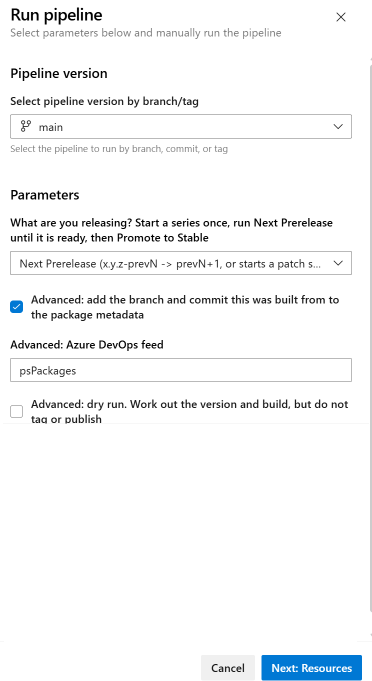 Run pipeline
Select parameters below and manually run the pipeline
Pipeline version
Select pipeline version by branch/tag
main
Select the pipeline to run by branch, commit, or tag
Parameters
What are you releasing? Start a series once, run Next Prerelease
until it is ready, then Promote to Stable
Next Prerelease (x.y.z-prevN -> prevN+1, or starts a patch s...
Advanced: add the branch and commit this was built from to
the package metadata
Advanced: Azure DevOps feed
psPackages
Advanced: dry run. Work out the version and build, but do not
tag or publish
Cancel
Next: Resources